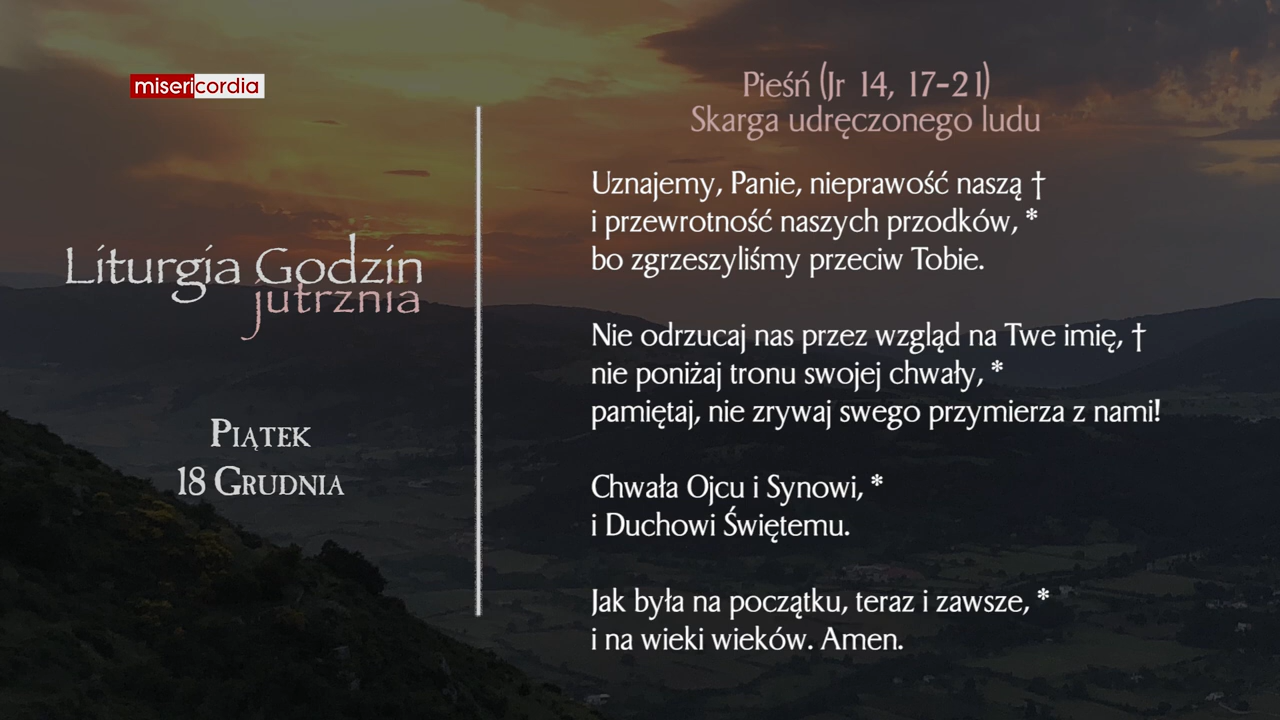 misericordia
Liturgia Godzin
jutrznia
Piątek
18 Grudnia
Pieśń (Jr 14, 17-21)
Skarga udręczonego ludu
Uznajemy, Panie, nieprawość naszą †
i przewrotność naszych przodków, *
bo zgrzeszyliśmy przeciw Tobie.
Nie odrzucaj nas przez wzgląd na Twe imię, †
nie poniżaj tronu swojej chwały, *
pamiętaj, nie zrywaj swego przymierza z nami!
Chwała Ojcu i Synowi, *
i Duchowi Świętemu.
Jak była na początku, teraz i zawsze, *
i na wieki wieków. Amen.